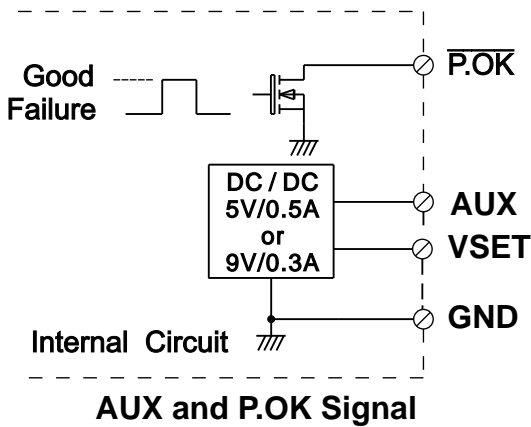 P.OK
Good
Failure
DC / DC
5V/0.5A
or
9V/0.3A
AUX
VSET
GND
Internal Circuit
AUX and P.OK Signal